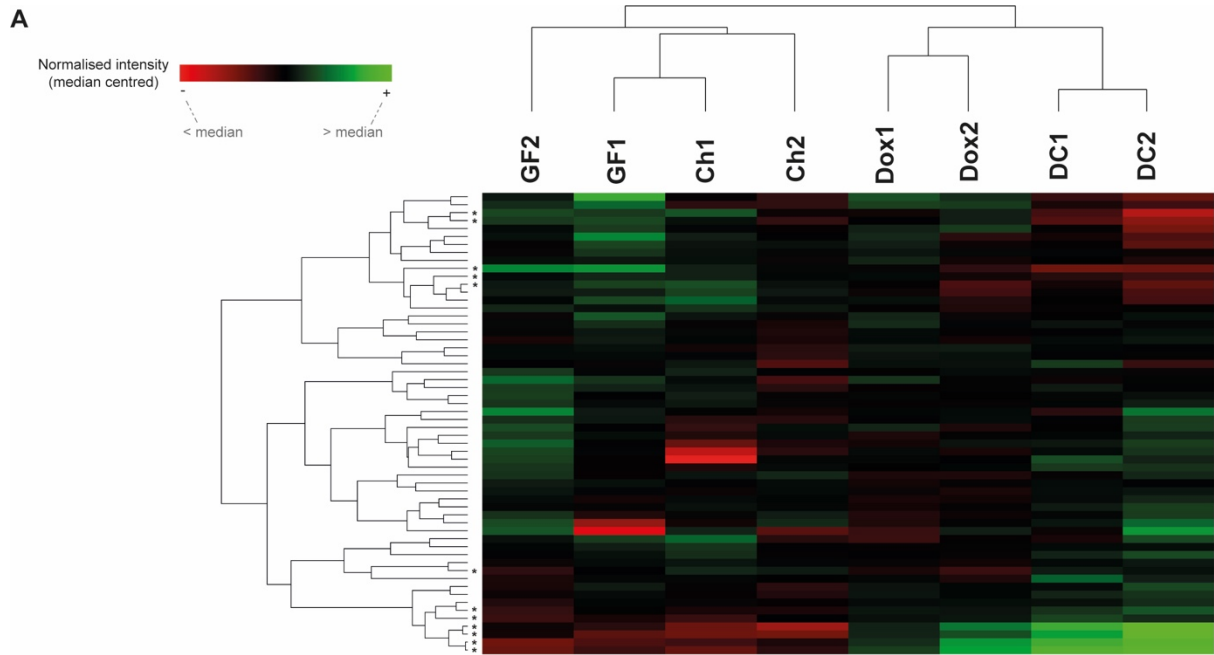 A
Normalised intensity
(median centred)
- +
< median > median
GF2 GF1 Ch1 Ch2 Dox1 Dox2 DC1 DC2
*
*
*
*
*
*
*
*
*
*
*
*